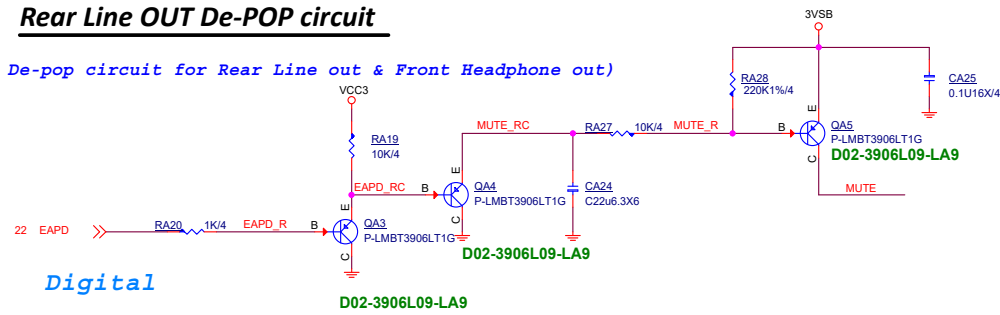 Rear Line OUT De-POP circuit
De-pop circuit for Rear Line out & Front Headphone out)
3VSB
VCC3
RA28
220K1%/4
CA25
0.1U16X/4
RA19
10K/4
MUTE_RC
RA27
10K/4
MUTE_R
B
E
C
QA5
P-LMBT3906LT1G
D02-3906L09-LA9
MUTE
EAPD_RC
B
E
C
QA4
P-LMBT3906LT1G
D02-3906L09-LA9
CA24
C22u6.3X6
22 EAPD
RA20
1K/4
EAPD_R
B
E
C
QA3
P-LMBT3906LT1G
D02-3906L09-LA9
Digital